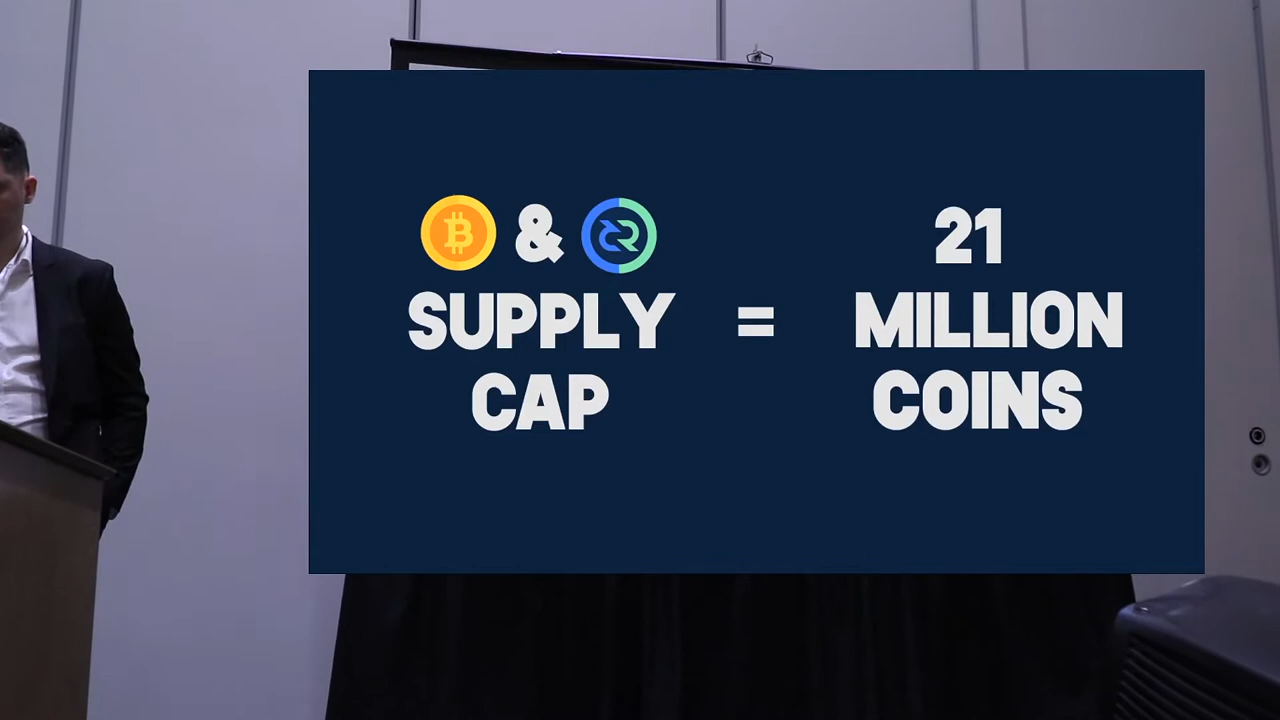 &
SUPPLY
CAP
=
21
MILLION
COINS